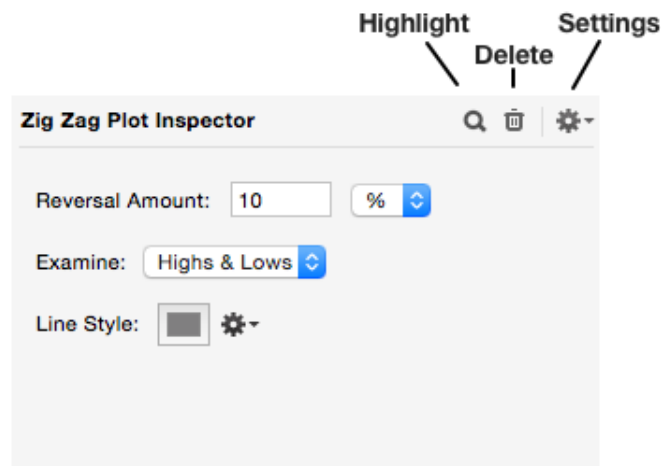 Highlight
Settings
Delete
Zig Zag Plot Inspector
Reversal Amount: 10 %
Examine: Highs & Lows
Line Style: